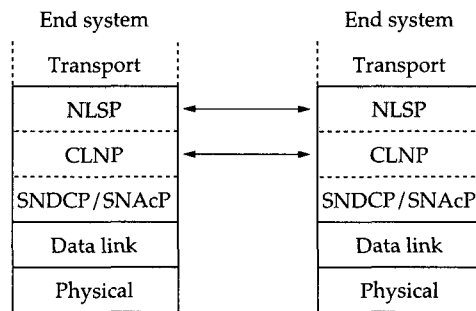 End system
End system
Transport
Transport
NLSP
NLSP
CLNP
CLNP
SNDCP/SNAcP
SNDCP/SNAcP
Data link
Data link
Physical
Physical